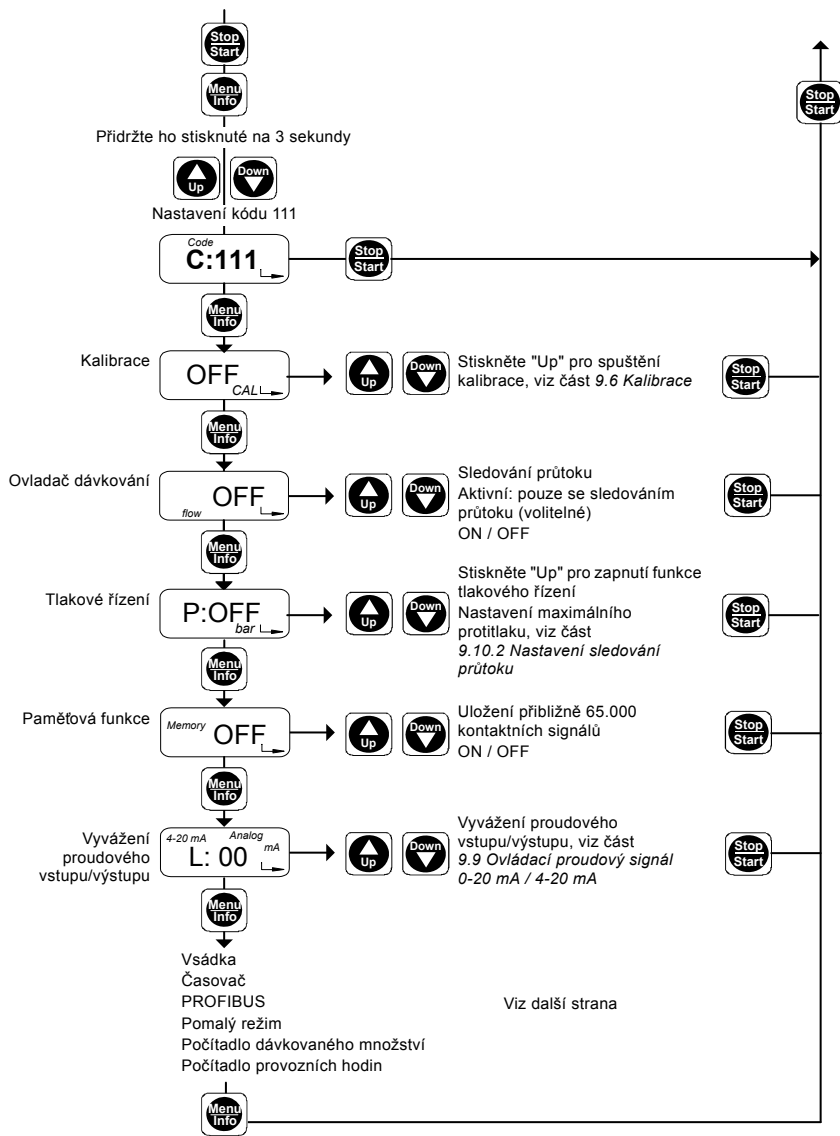 Stop
Start
Menu
Info
Stop
Start
Přidržte ho stisknuté na 3 sekundy
Up
Down
Nastavení kódu 111
Code
C:111
Stop
Start
Menu
Info
Kalibrace
OFF
CAL
Up
Down
Stiskněte "Up" pro spuštění
kalibrace, viz část 9.6 Kalibrace
Stop
Start
Menu
Info
Ovladač dávkování
OFF
flow
Up
Down
Sledování průtoku
Aktivní: pouze se sledováním
průtoku (volitelné)
ON / OFF
Stop
Start
Menu
Info
Tlakové řízení
P:OFF
bar
Up
Down
Stiskněte "Up" pro zapnutí funkce
tlakového řízení
Nastavení maximálního
protitlaku, viz část
9.10.2 Nastavení sledování
průtoku
Stop
Start
Menu
Info
Paměťová funkce
Memory
OFF
Up
Down
Uložení přibližně 65.000
kontaktních signálů
ON / OFF
Stop
Start
Menu
Info
Vyvážení
proudového
vstupu/výstupu
4-20 mA
Analog
mA
L: 00
Up
Down
Vyvážení proudového
vstupu/výstupu, viz část
9.9 Ovládací proudový signál
0-20 mA / 4-20 mA
Stop
Start
Menu
Info
Vsádka
Časovač
PROFIBUS
Pomalý režim
Počítadlo dávkovaného množství
Počítadlo provozních hodin
Viz další strana
Menu
Info